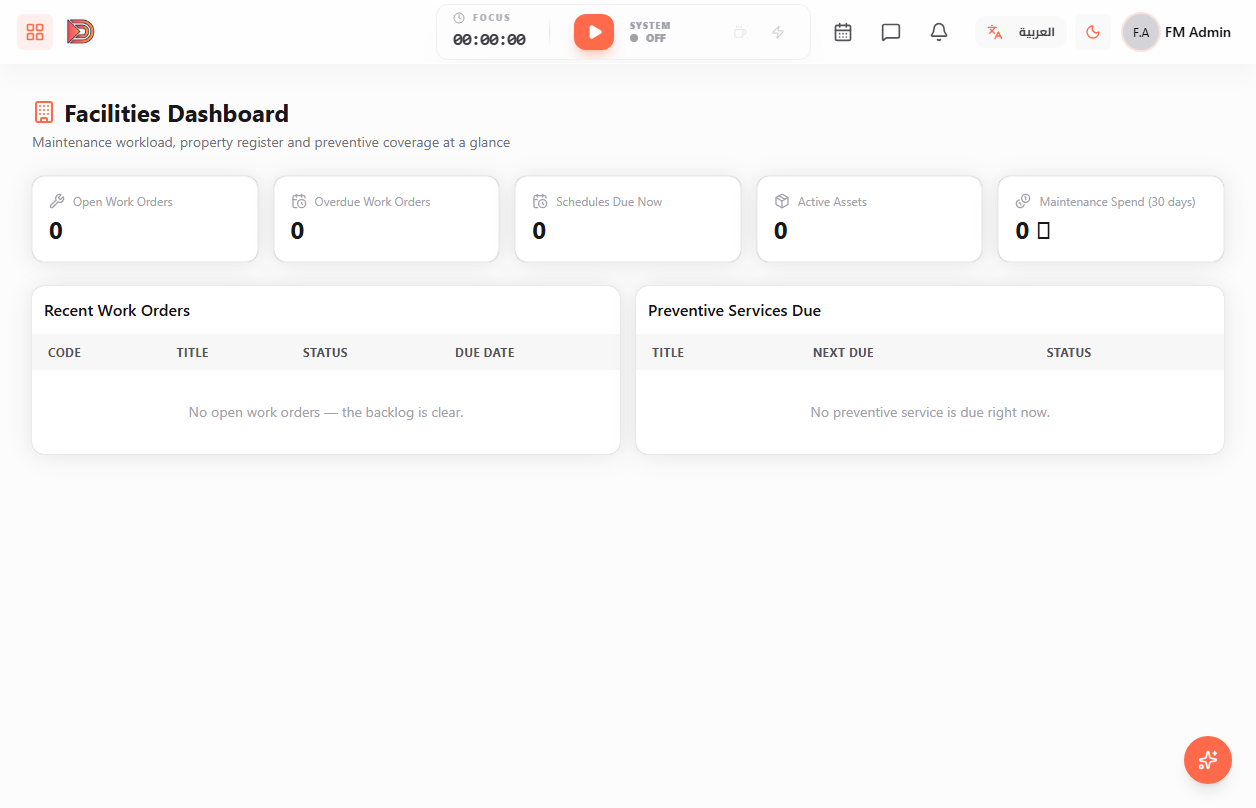 FOCUS
00:00:00
SYSTEM
OFF
العربية
F.A
FM Admin
Facilities Dashboard
Maintenance workload, property register and preventive coverage at a glance
Open Work Orders
0
Overdue Work Orders
0
Schedules Due Now
0
Active Assets
0
Maintenance Spend (30 days)
0
Recent Work Orders
CODE TITLE STATUS DUE DATE
No open work orders — the backlog is clear.
Preventive Services Due
TITLE NEXT DUE STATUS
No preventive service is due right now.